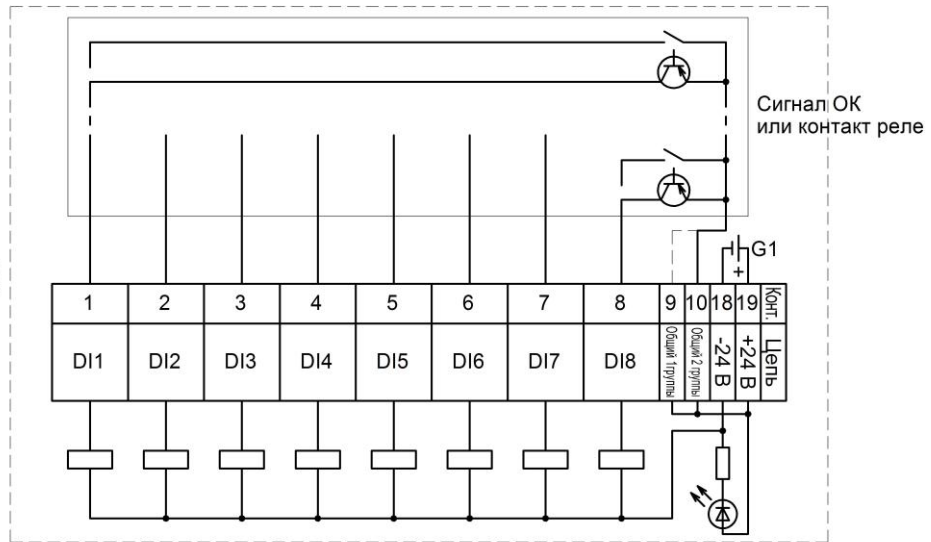 Сигнал ОК
или контакт реле
G1
+
1 2 3 4 5 6 7 8 9 10 18 19 Конт.
DI1 DI2 DI3 DI4 DI5 DI6 DI7 DI8 Общий 1 группы Общий 2 группы -24 В +24 В Цепь